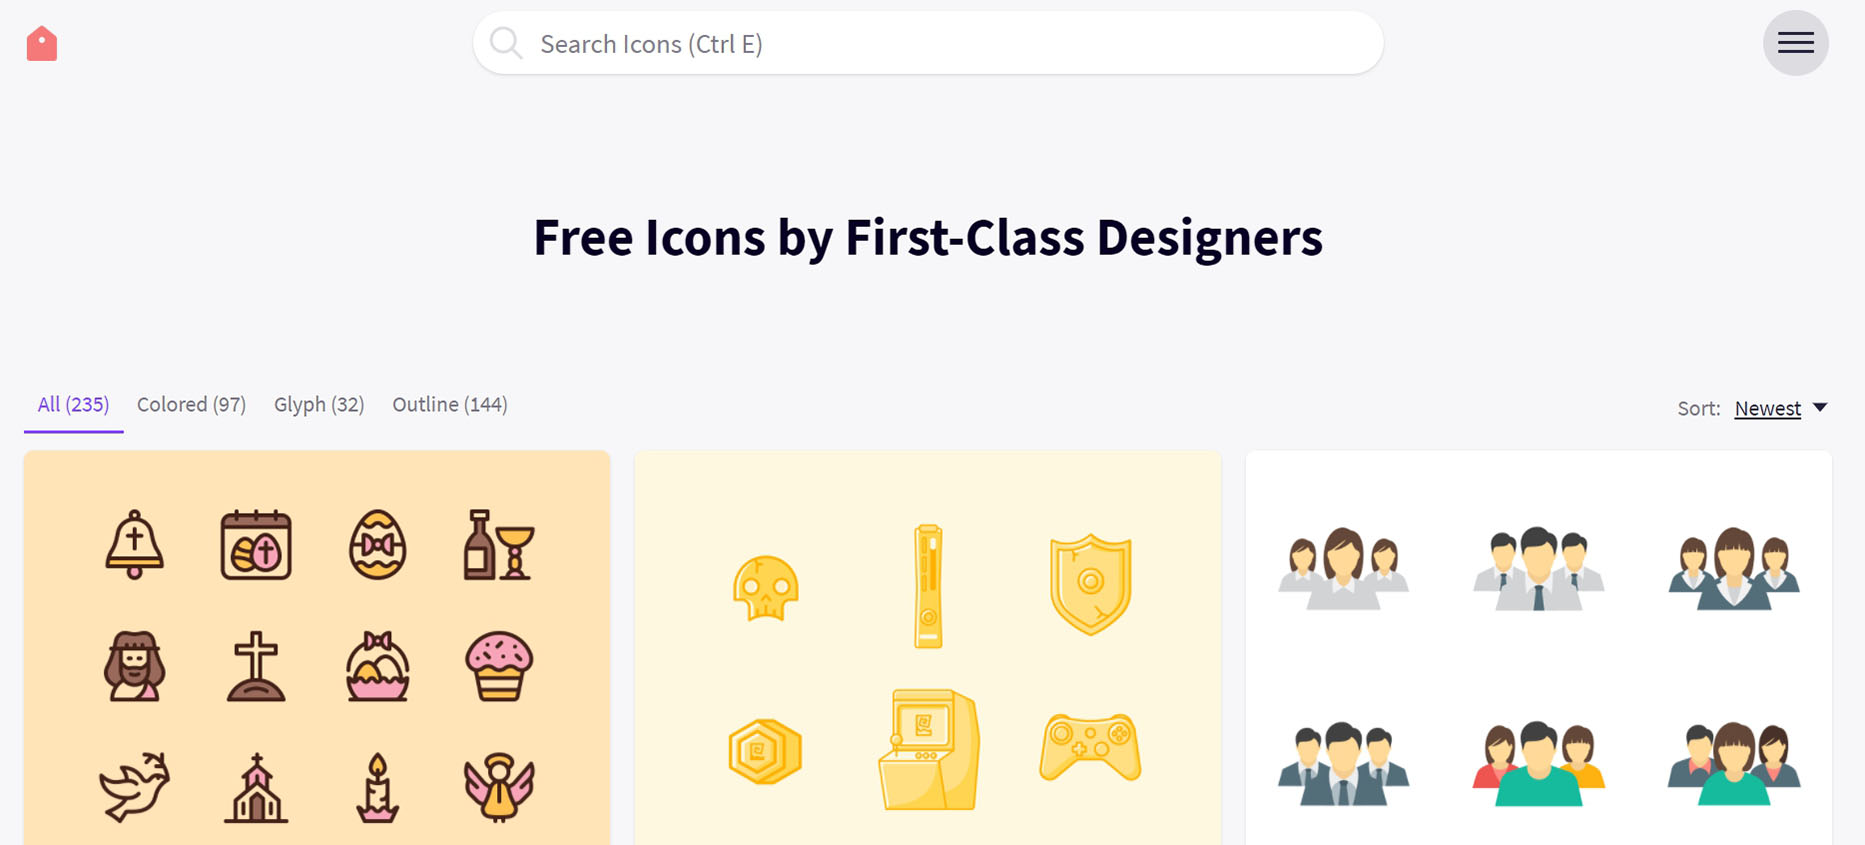 Search Icons (Ctrl E)
Free Icons by First-Class Designers
All (235) Colored (97) Glyph (32) Outline (144) Sort: Newest